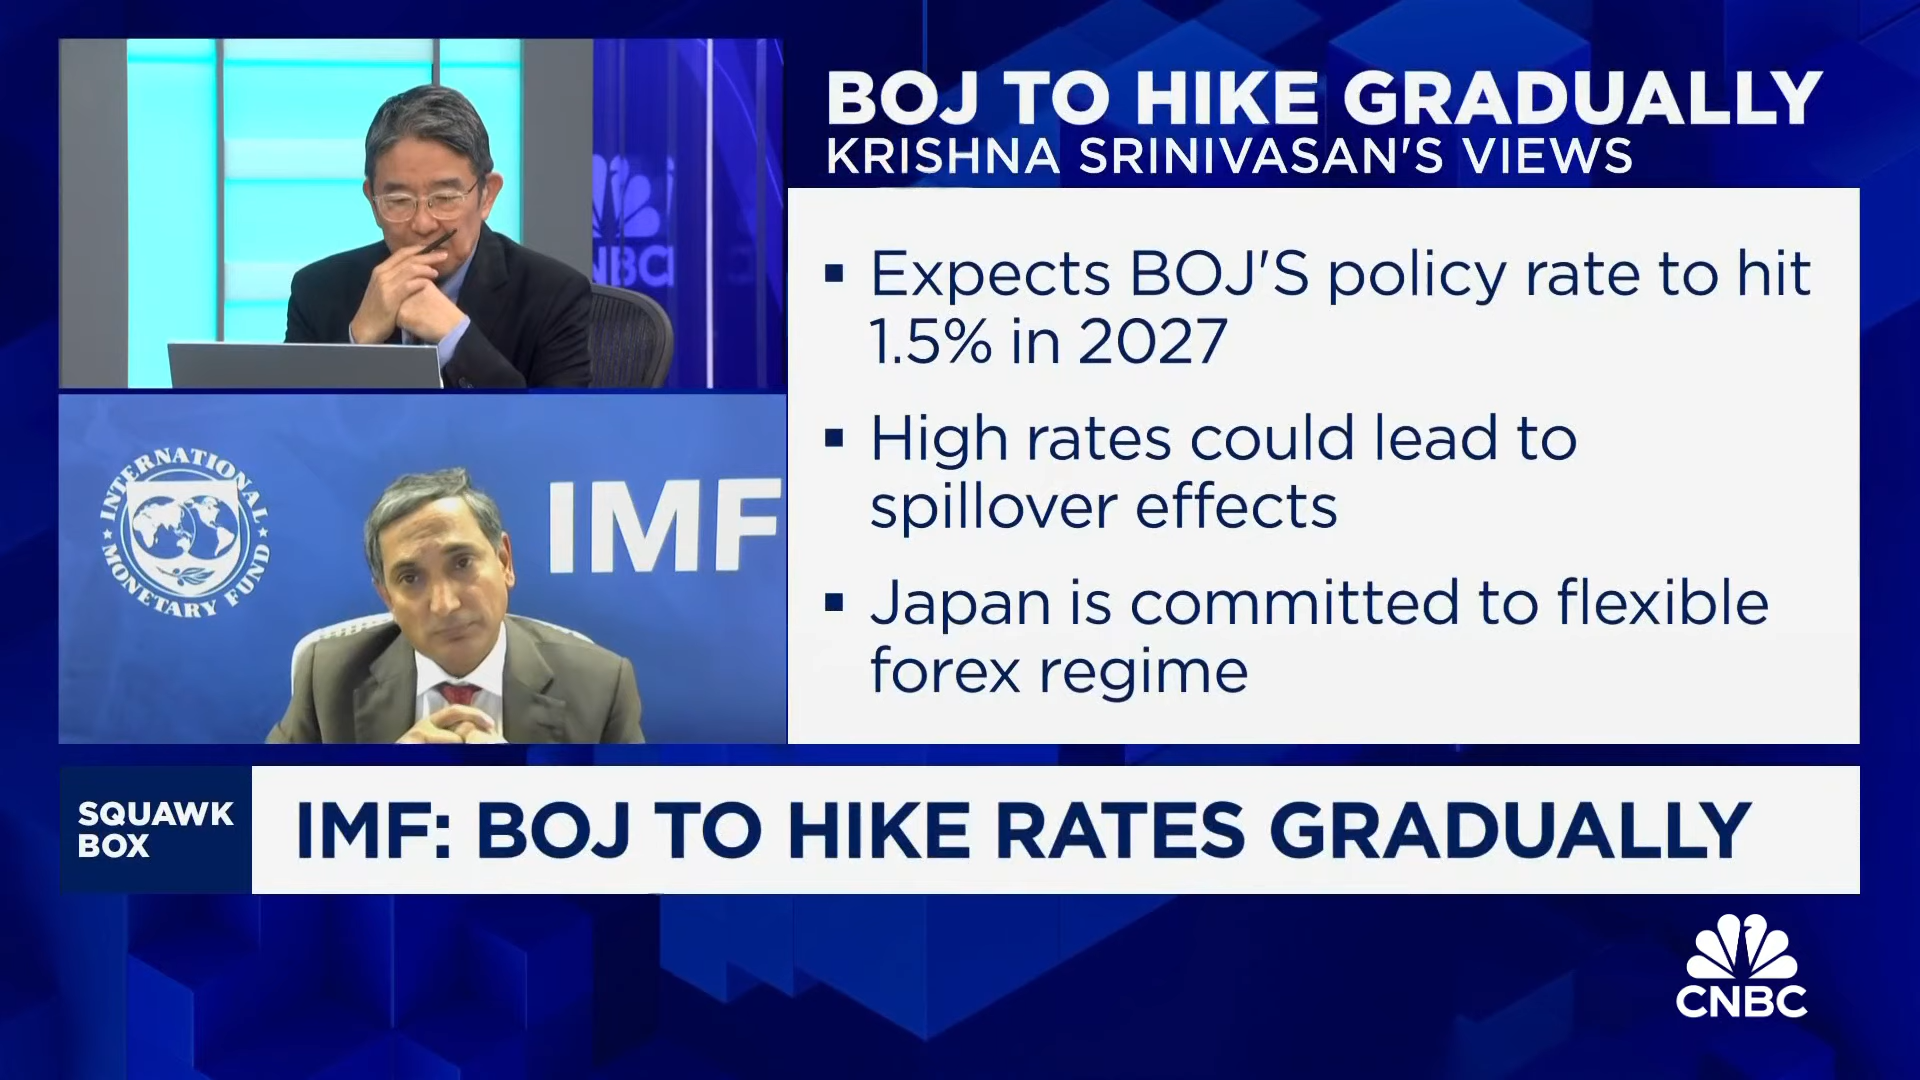 BOJ TO HIKE GRADUALLY
KRISHNA SRINIVASAN'S VIEWS
▪ Expects BOJ'S policy rate to hit
1.5% in 2027
▪ High rates could lead to
spillover effects
▪ Japan is committed to flexible
forex regime
CNBC
INTERNATIONAL
MONETARY FUND
IMF
SQUAWK
BOX
IMF: BOJ TO HIKE RATES GRADUALLY
CNBC